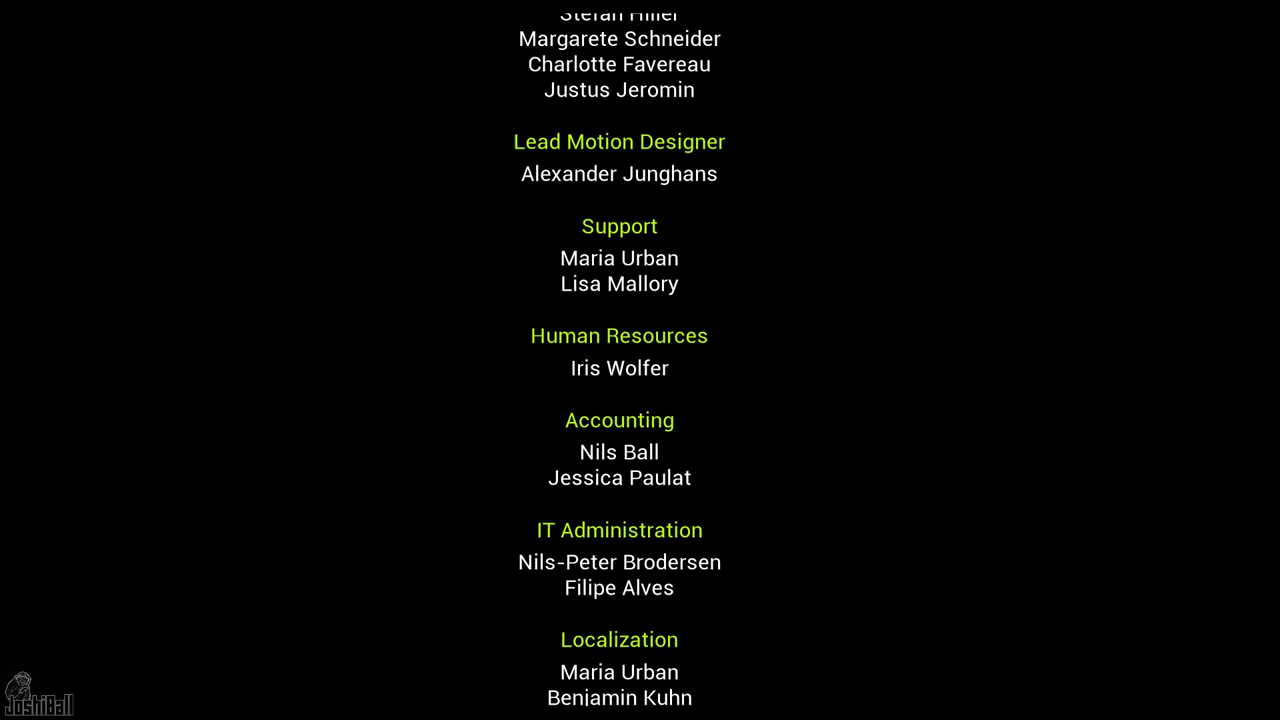 Stefan Hiller
Margarete Schneider
Charlotte Favereau
Justus Jeromin
Lead Motion Designer
Alexander Junghans
Support
Maria Urban
Lisa Mallory
Human Resources
Iris Wolfer
Accounting
Nils Ball
Jessica Paulat
IT Administration
Nils-Peter Brodersen
Filipe Alves
Localization
Maria Urban
Benjamin Kuhn
JoshiBall